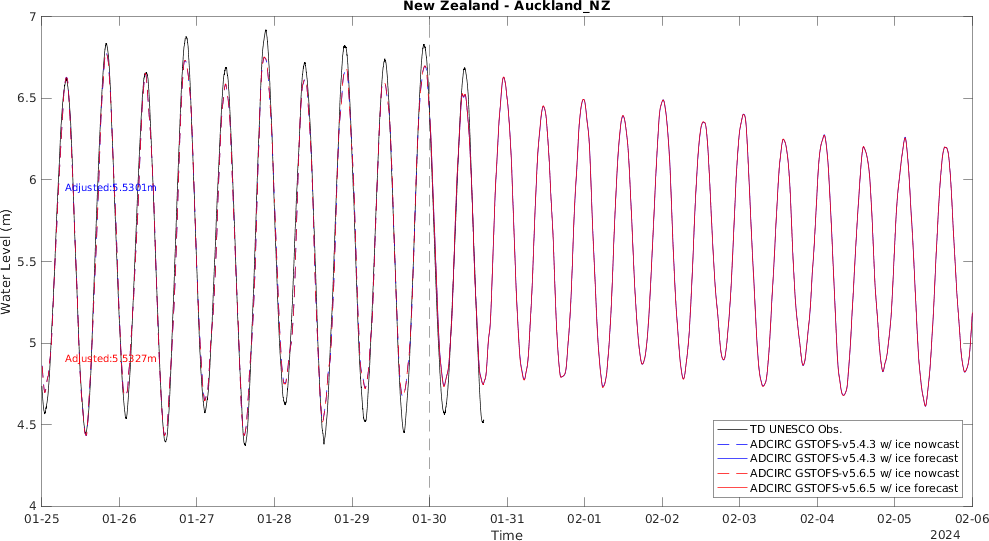 New Zealand - Auckland_NZ
Water Level (m)
7
6.5
6
5.5
5
4.5
4
Adjusted:5.5301m
Adjusted:5.5327m
TD UNESCO Obs.
ADCIRC GSTOFS-v5.4.3 w/ ice nowcast
ADCIRC GSTOFS-v5.4.3 w/ ice forecast
ADCIRC GSTOFS-v5.6.5 w/ ice nowcast
ADCIRC GSTOFS-v5.6.5 w/ ice forecast
01-25 01-26 01-27 01-28 01-29 01-30 01-31 02-01 02-02 02-03 02-04 02-05 02-06
Time
2024